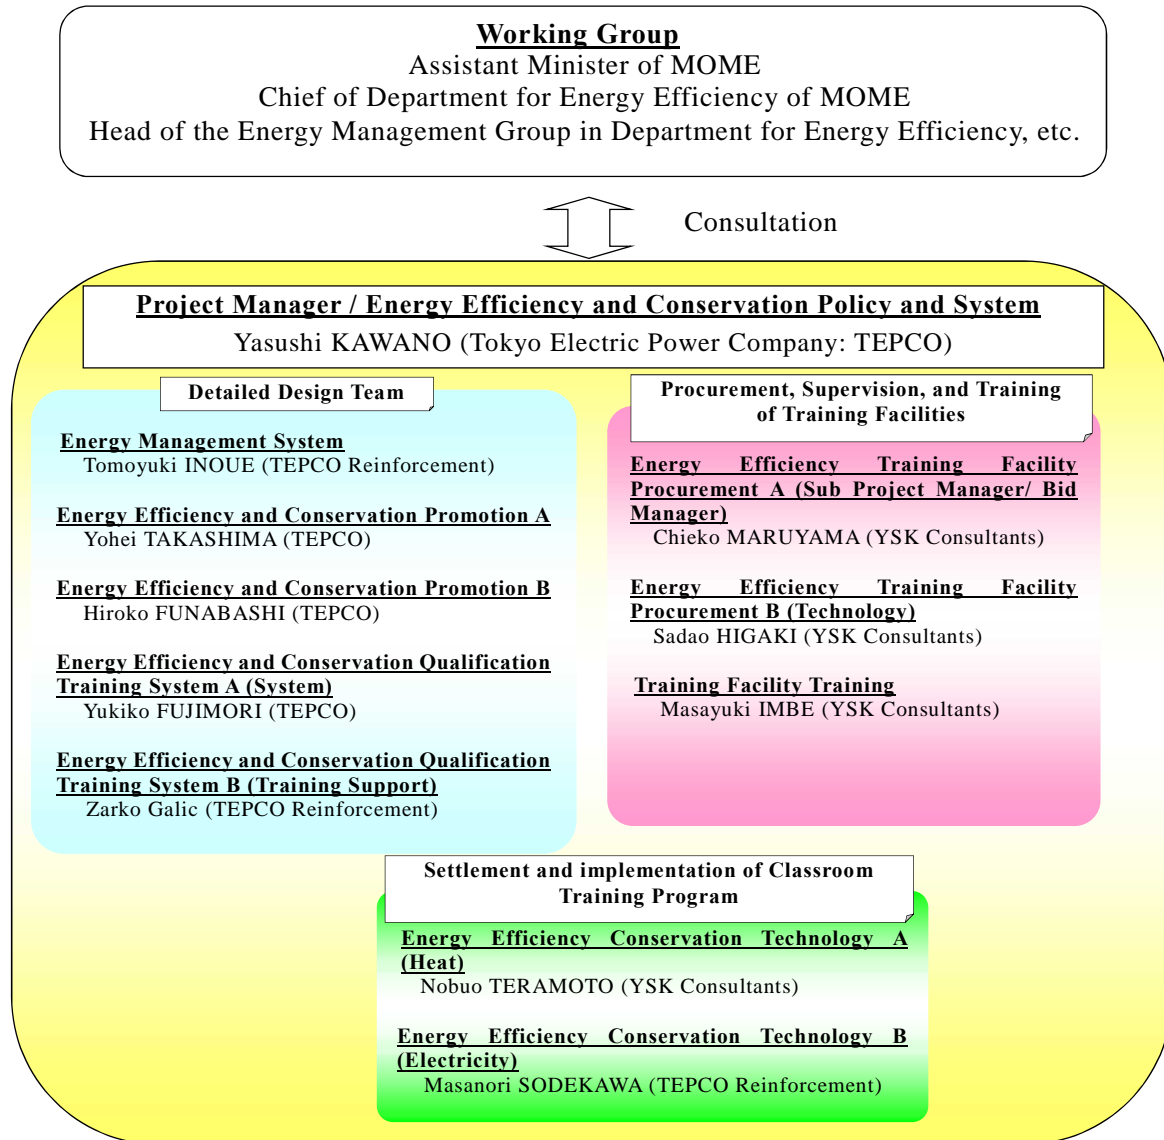 Working Group
Assistant Minister of MOME
Chief of Department for Energy Efficiency of MOME
Head of the Energy Management Group in Department for Energy Efficiency, etc.
Consultation
Project Manager / Energy Efficiency and Conservation Policy and System
Yasushi KAWANO (Tokyo Electric Power Company: TEPCO)
Detailed Design Team
Energy Management System
Tomoyuki INOUE (TEPCO Reinforcement)
Energy Efficiency and Conservation Promotion A
Yohei TAKASHIMA (TEPCO)
Energy Efficiency and Conservation Promotion B
Hiroko FUNABASHI (TEPCO)
Energy Efficiency and Conservation Qualification
Training System A (System)
Yukiko FUJIMORI (TEPCO)
Energy Efficiency and Conservation Qualification
Training System B (Training Support)
Zarko Galic (TEPCO Reinforcement)
Procurement, Supervision, and Training
of Training Facilities
Energy Efficiency Training Facility
Procurement A (Sub Project Manager/ Bid
Manager)
Chieko MARUYAMA (YSK Consultants)
Energy Efficiency Training Facility
Procurement B (Technology)
Sadao HIGAKI (YSK Consultants)
Training Facility Training
Masayuki IMBE (YSK Consultants)
Settlement and implementation of Classroom
Training Program
Energy Efficiency Conservation Technology A
(Heat)
Nobuo TERAMOTO (YSK Consultants)
Energy Efficiency Conservation Technology B
(Electricity)
Masanori SODEKAWA (TEPCO Reinforcement)